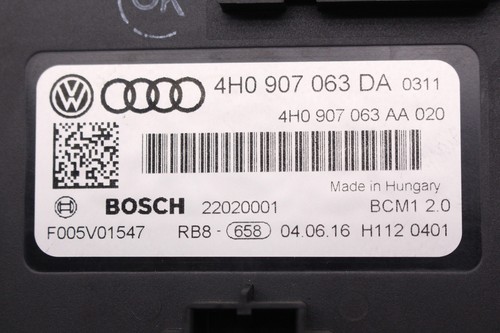 OK
4H0 907 063 DA 0311
4H0 907 063 AA 020
Made in Hungary
BOSCH 22020001 BCM1 2.0
F005V01547 RB8 - 658 04.06.16 H112 0401